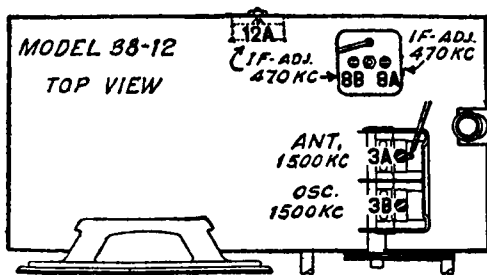 MODEL 38-12
TOP VIEW
12A
IF-ADJ.
470 KC
IF-ADJ.
470 KC
8B 8A
ANT.
1500 KC
3A
OSC.
1500 KC
3B